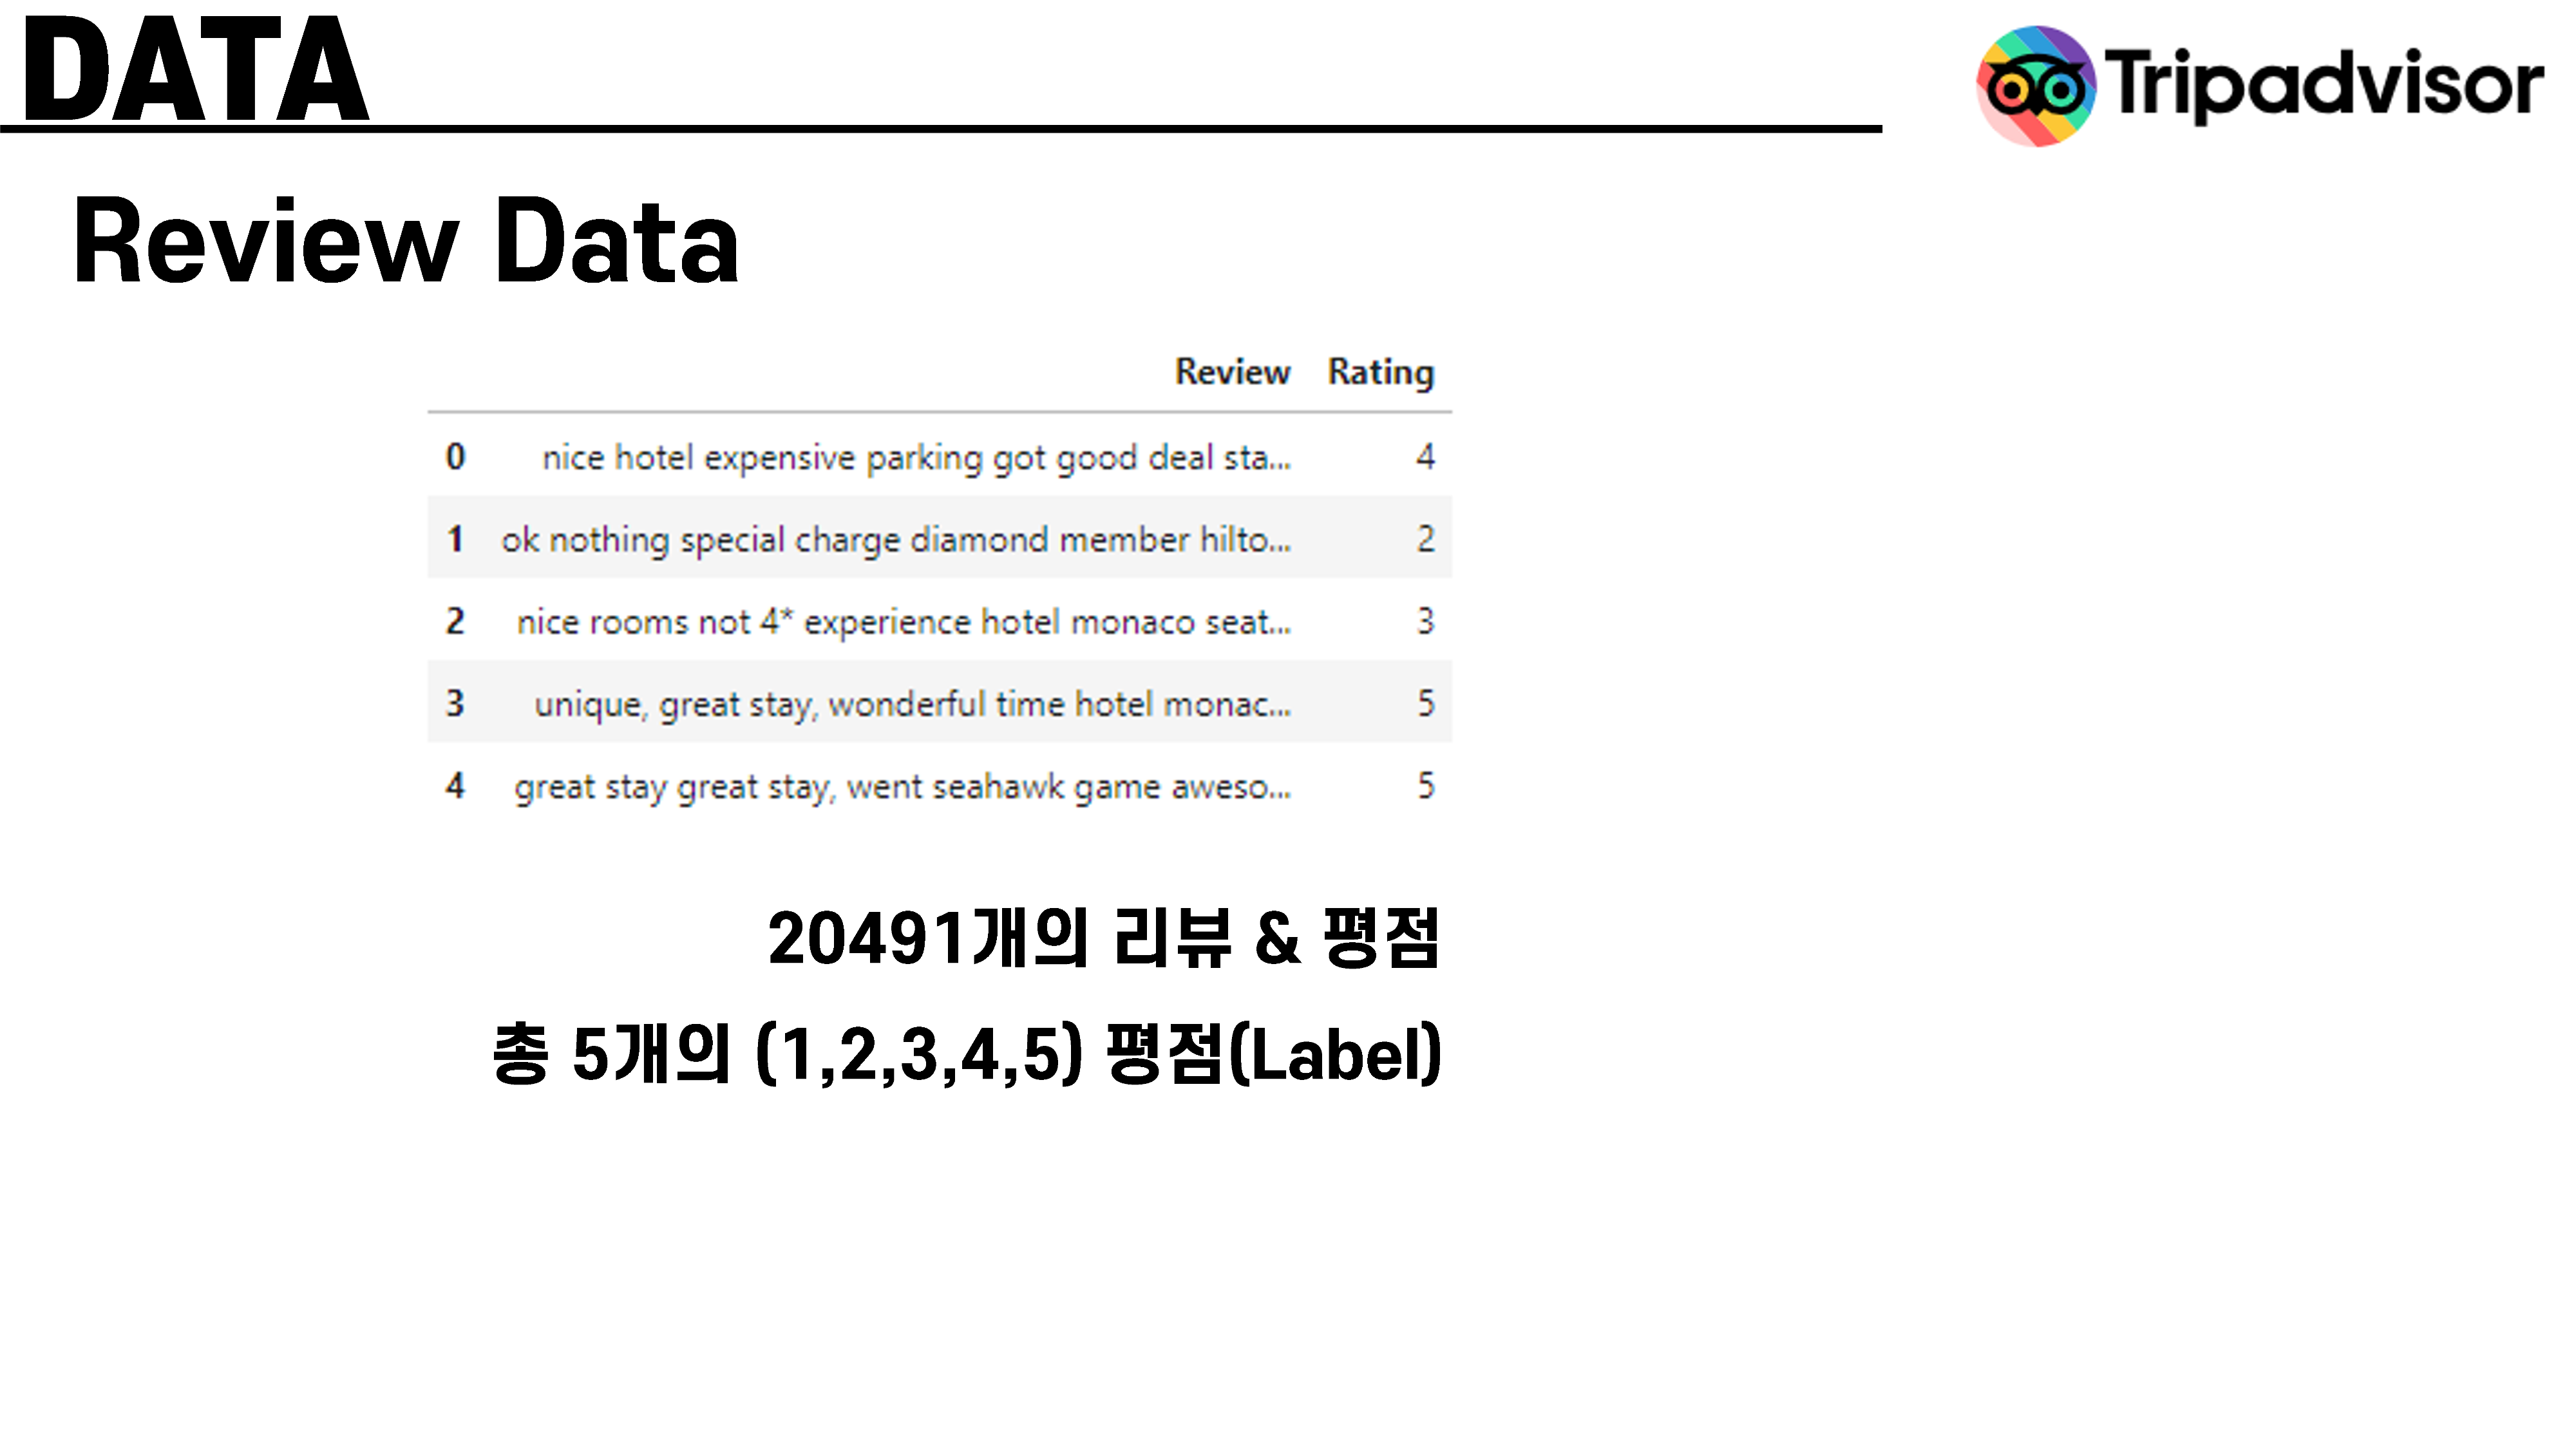 DATA
Tripadvisor
Review Data
Review Rating
0 nice hotel expensive parking got good deal sta... 4
1 ok nothing special charge diamond member hilto... 2
2 nice rooms not 4* experience hotel monaco seat... 3
3 unique, great stay, wonderful time hotel monac... 5
4 great stay great stay, went seahawk game aweso... 5
20491개의 리뷰 & 평점
총 5개의 (1,2,3,4,5) 평점(Label)